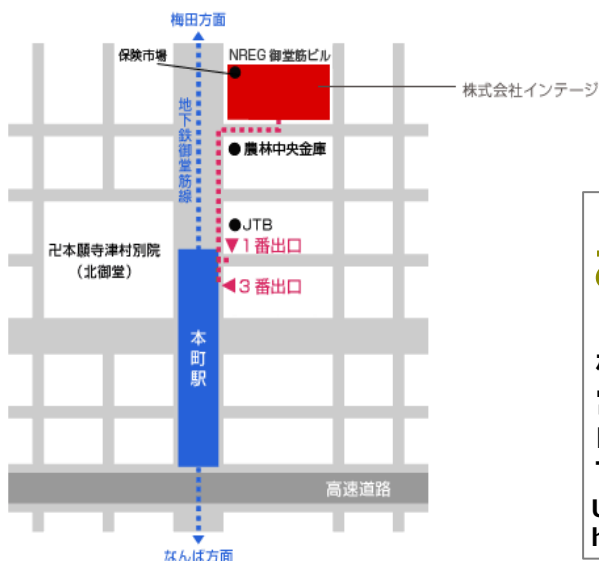 梅田方面
保険市場
NREG 御堂筋ビル
株式会社インテージ
地下鉄御堂筋線
●農林中央金庫
●JTB
▼1番出口
卍本願寺津村別院
(北御堂)
◀3番出口
本町駅
高速道路
なんば方面